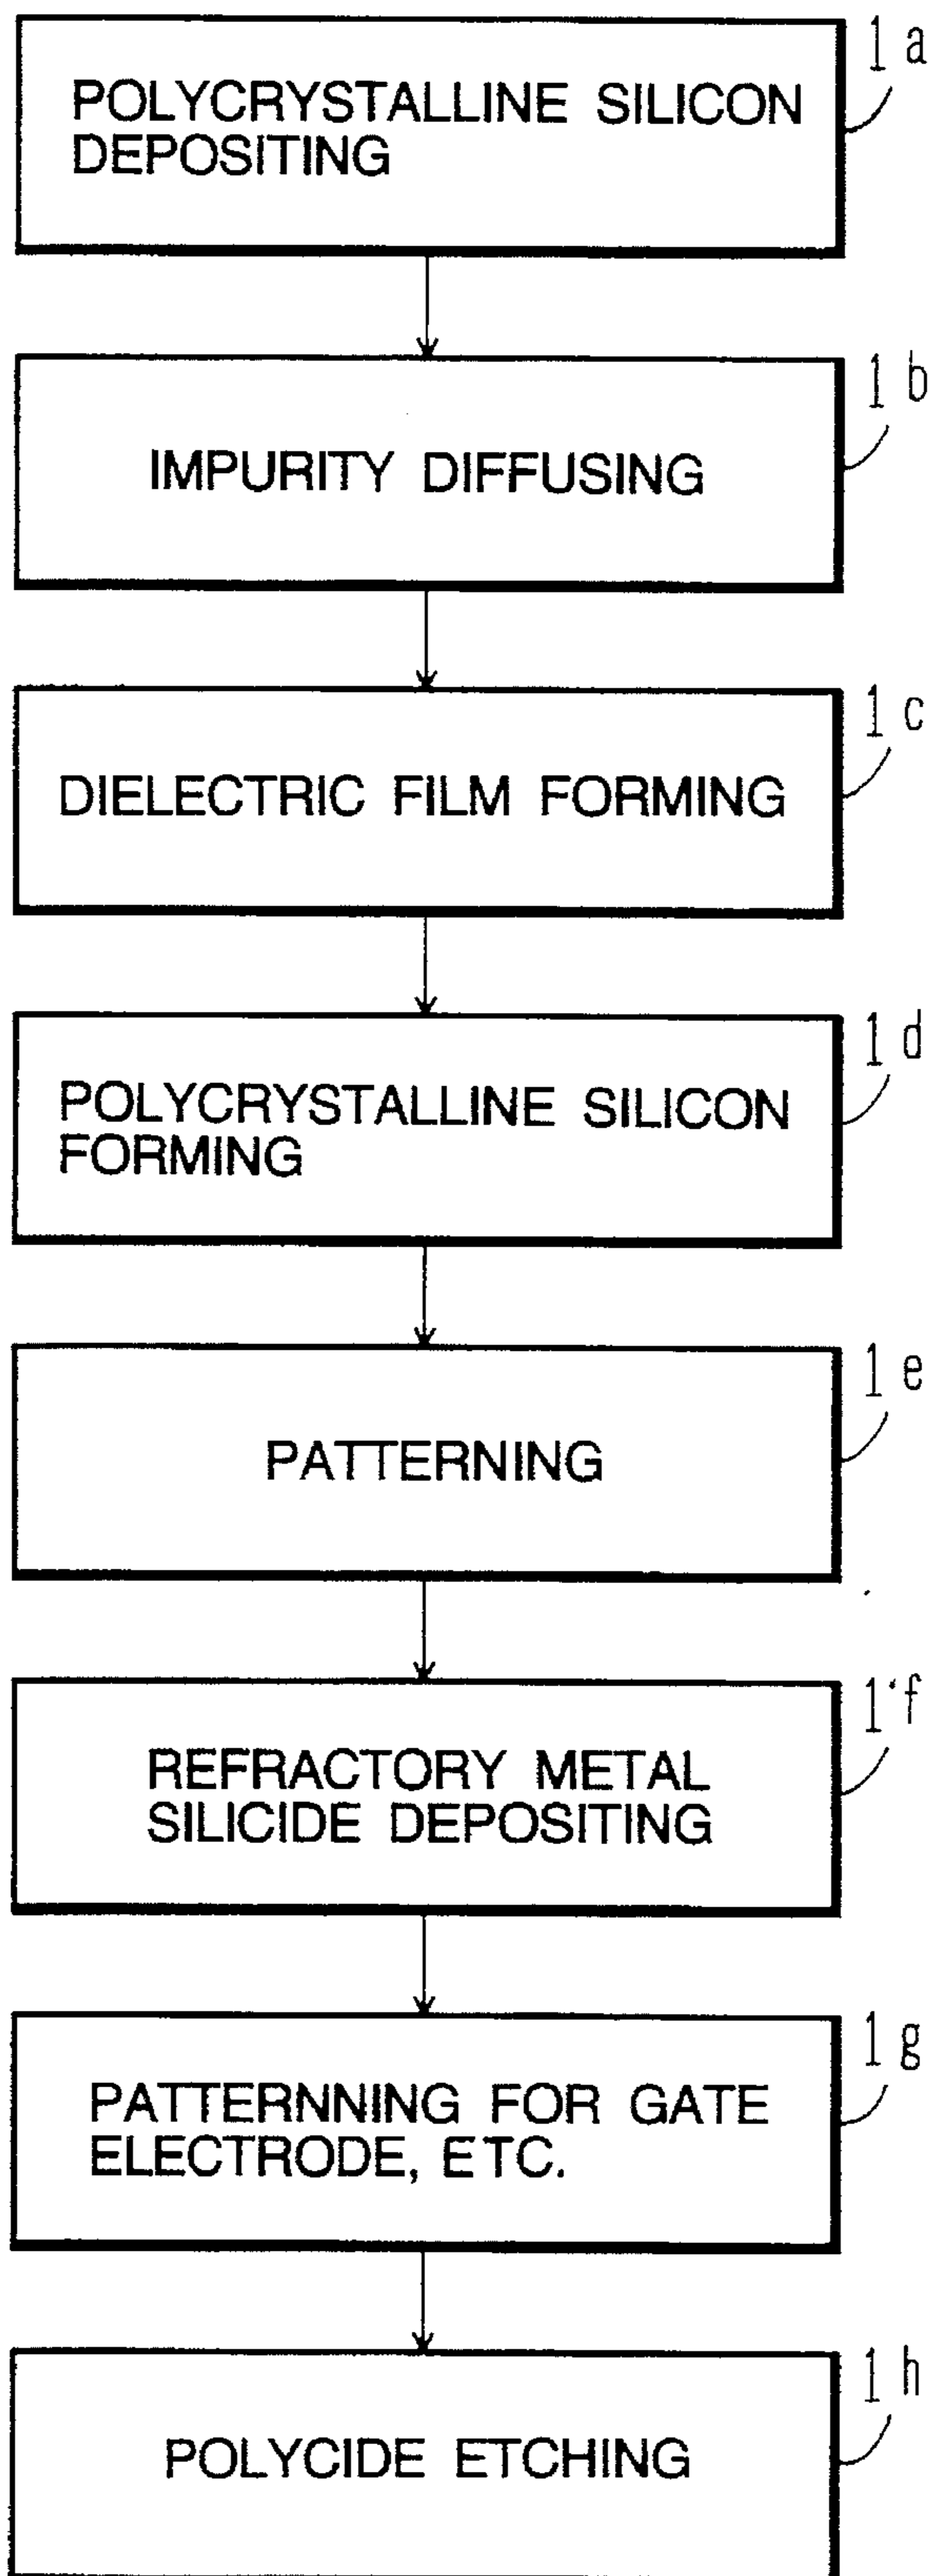 1a
POLYCRYSTALLINE SILICON
DEPOSITING
1b
IMPURITY DIFFUSING
1c
DIELECTRIC FILM FORMING
1d
POLYCRYSTALLINE SILICON
FORMING
1e
PATTERNING
1f
REFRACTORY METAL
SILICIDE DEPOSITING
1g
PATTERNNING FOR GATE
ELECTRODE, ETC.
1h
POLYCIDE ETCHING